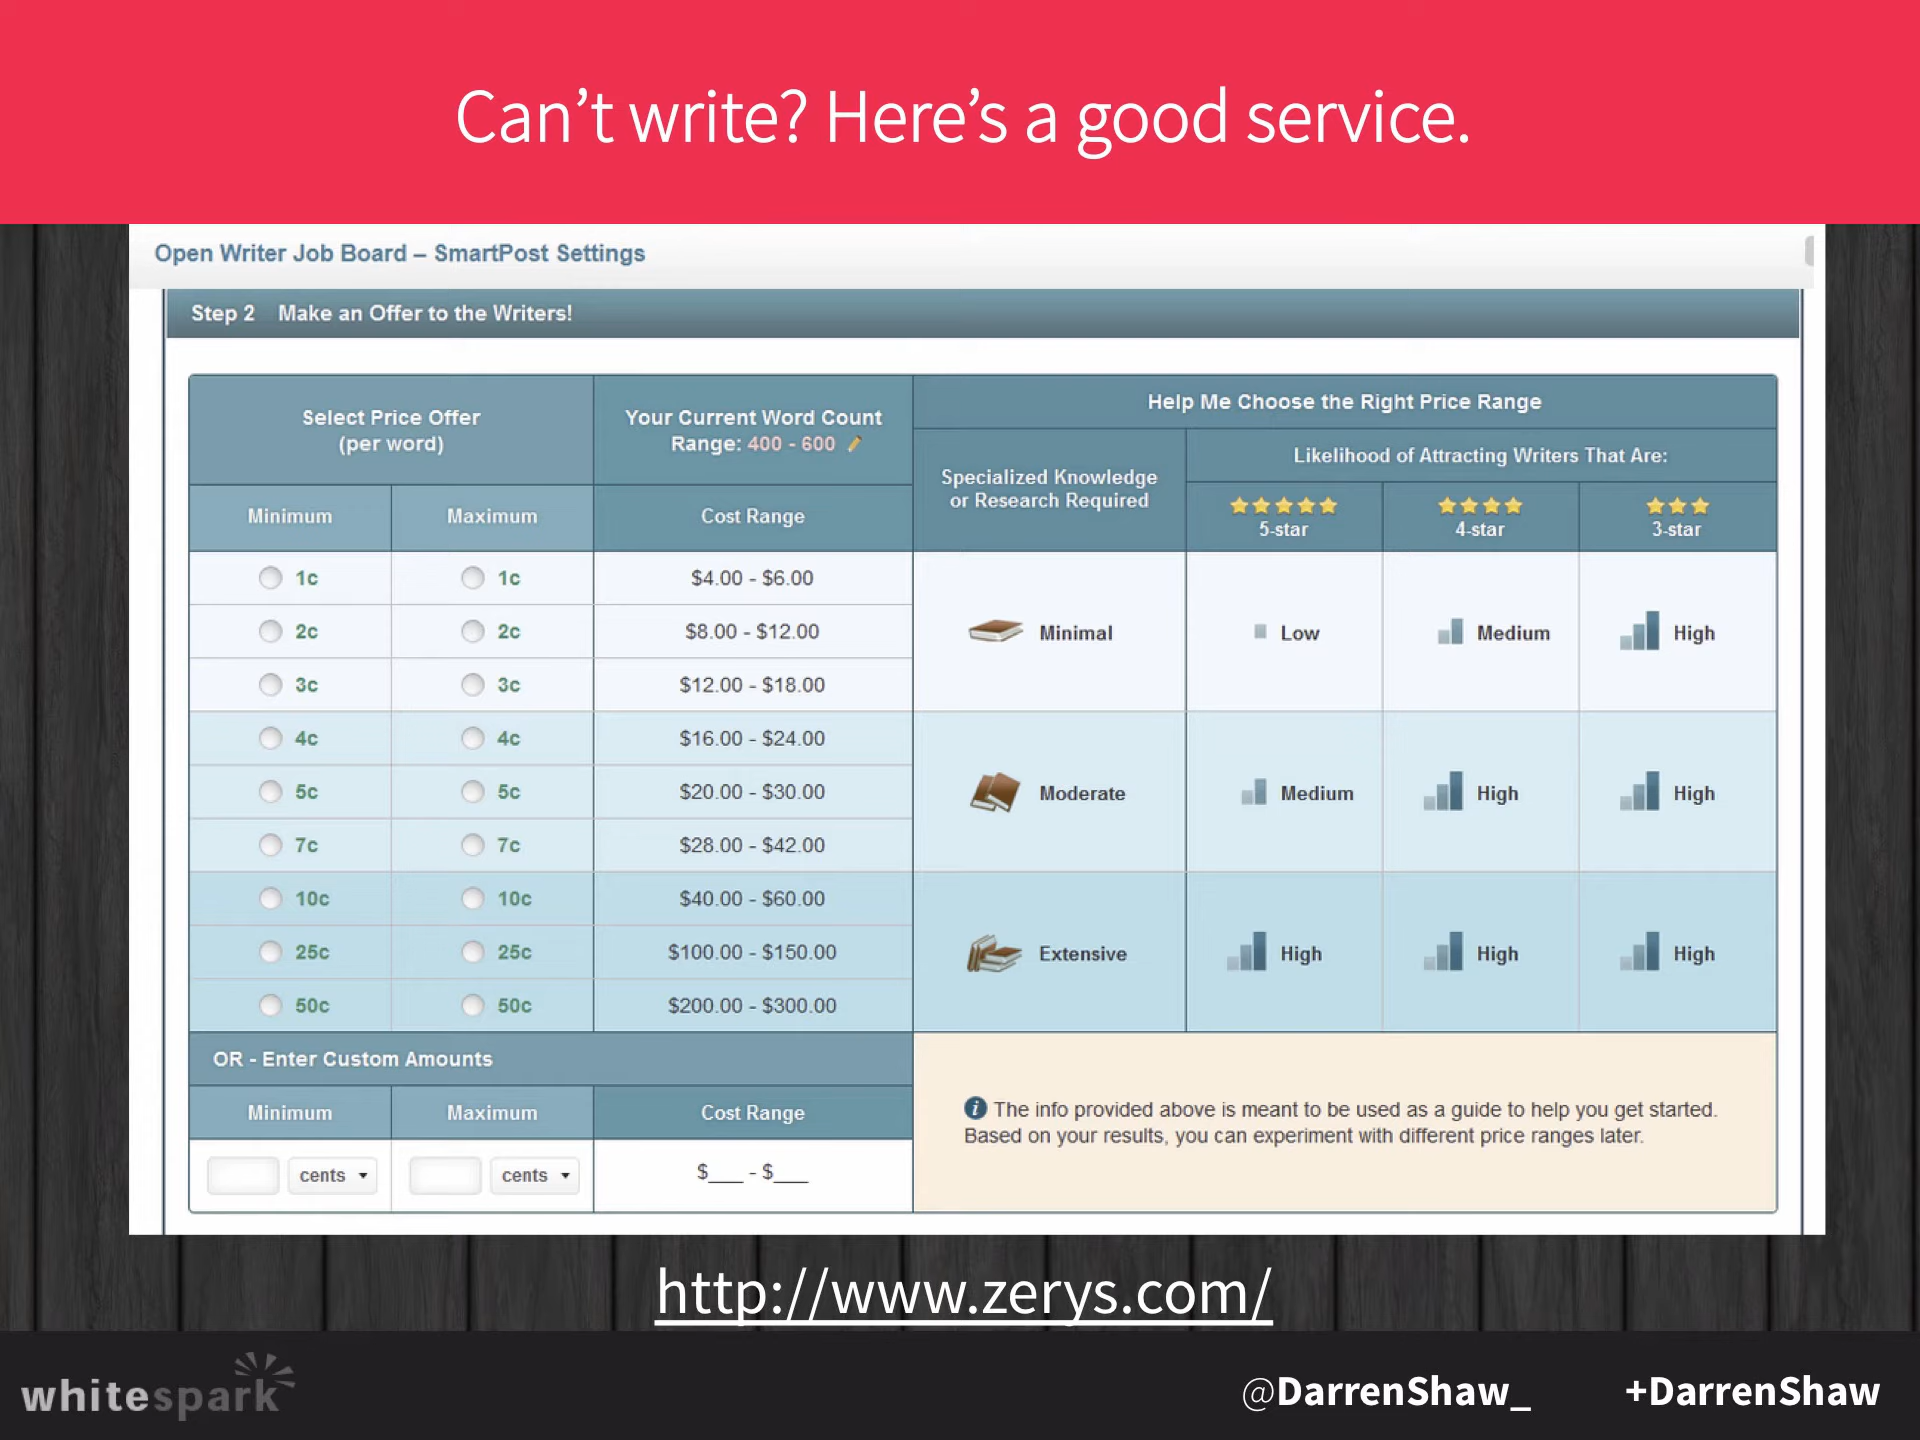 Can’t write? Here’s a good service.
Open Writer Job Board – SmartPost Settings
Step 2 Make an Offer to the Writers!
Select Price Offer
(per word)
Your Current Word Count
Range: 400 - 600
Help Me Choose the Right Price Range
Specialized Knowledge
or Research Required
Likelihood of Attracting Writers That Are:
Minimum Maximum Cost Range
5-star 4-star 3-star
1c 1c $4.00 - $6.00
2c 2c $8.00 - $12.00
Minimal Low Medium High
3c 3c $12.00 - $18.00
4c 4c $16.00 - $24.00
5c 5c $20.00 - $30.00
Moderate Medium High High
7c 7c $28.00 - $42.00
10c 10c $40.00 - $60.00
25c 25c $100.00 - $150.00
Extensive High High High
50c 50c $200.00 - $300.00
OR - Enter Custom Amounts
Minimum Maximum Cost Range
cents cents $___ - $___
The info provided above is meant to be used as a guide to help you get started.
Based on your results, you can experiment with different price ranges later.
http://www.zerys.com/
whitespark
@DarrenShaw_ +DarrenShaw